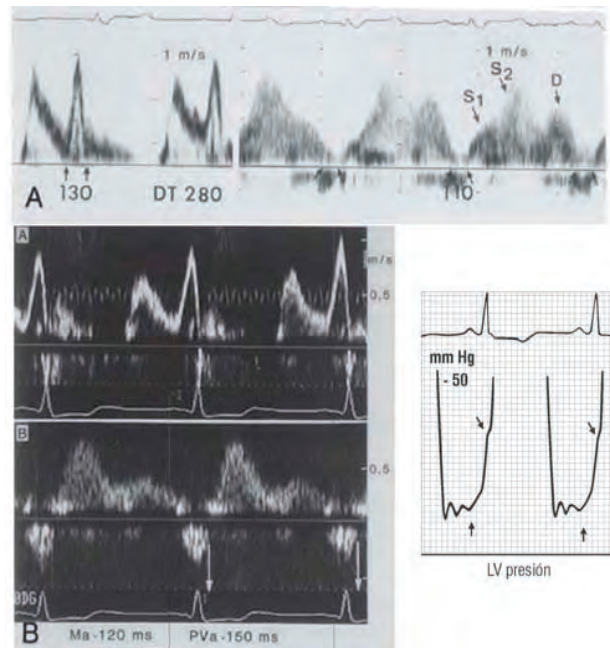 1 m/s
1 m/s
S1
S2
D
A
130
DT 280
110
A
m/s
0,5
mm Hg
- 50
B
0,5
LV presión
B
Ma-120 ms
PVa-150 ms